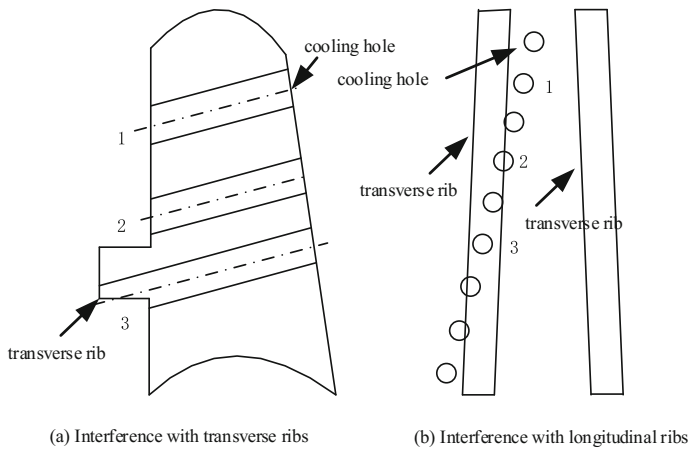 cooling hole
1
2
3
transverse rib
(a) Interference with transverse ribs
cooling hole
1
2
transverse rib
transverse rib
3
(b) Interference with longitudinal ribs